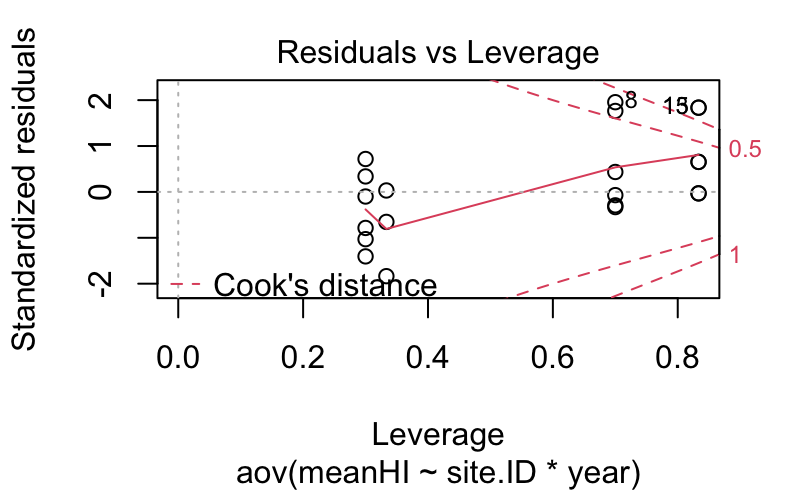 Residuals vs Leverage
Standardized residuals
2
1
0
-2
8
0.5
1
Cook's distance
0.0 0.2 0.4 0.6 0.8
Leverage
aov(meanHI ~ site.ID * year)